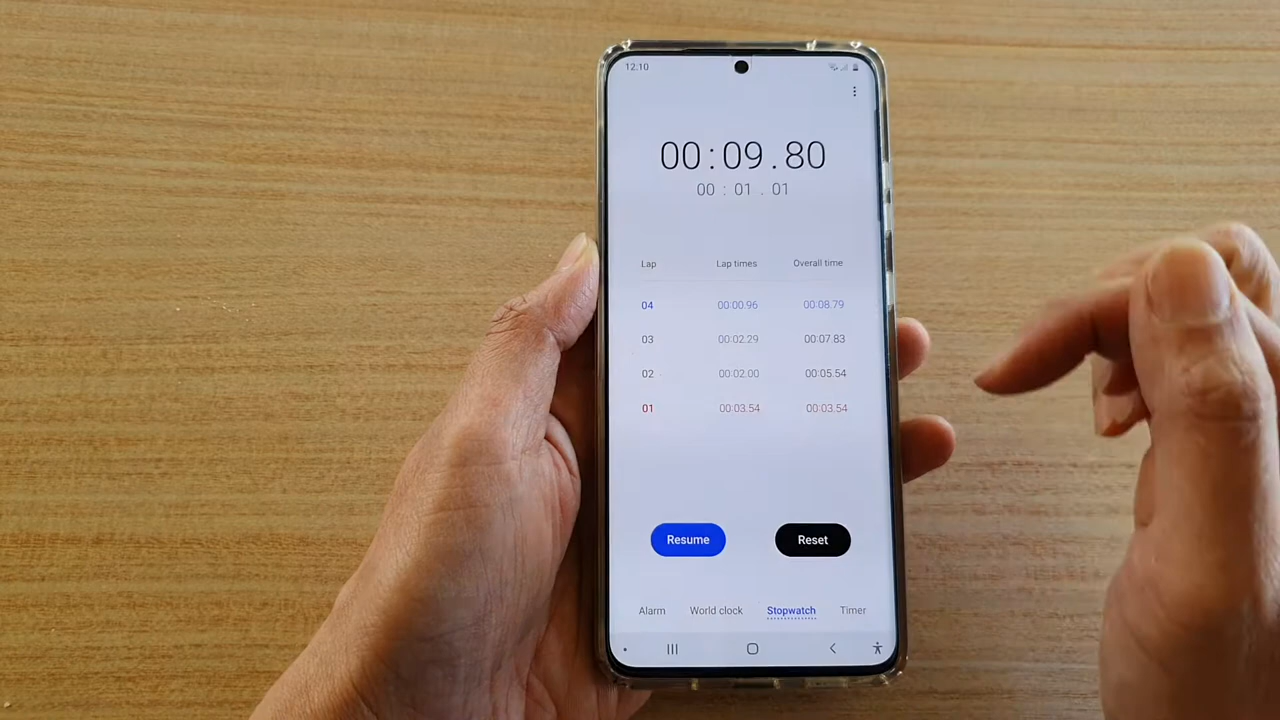 12:10
00:09.80
00 : 01 . 01
Lap Lap times Overall time
04 00:00.96 00:08.79
03 00:02.29 00:07.83
02 00:02.00 00:05.54
01 00:03.54 00:03.54
Resume Reset
Alarm World clock Stopwatch Timer